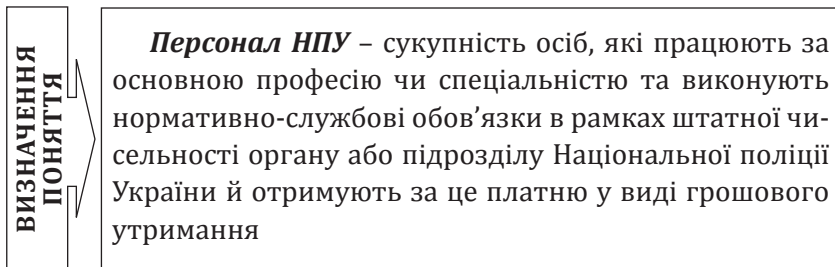 ВИЗНАЧЕННЯ
ПОНЯТТЯ
Персонал НПУ – сукупність осіб, які працюють за
основною професію чи спеціальністю та виконують
нормативно-службові обов’язки в рамках штатної чи-
сельності органу або підрозділу Національної поліції
України й отримують за це платню у виді грошового
утримання